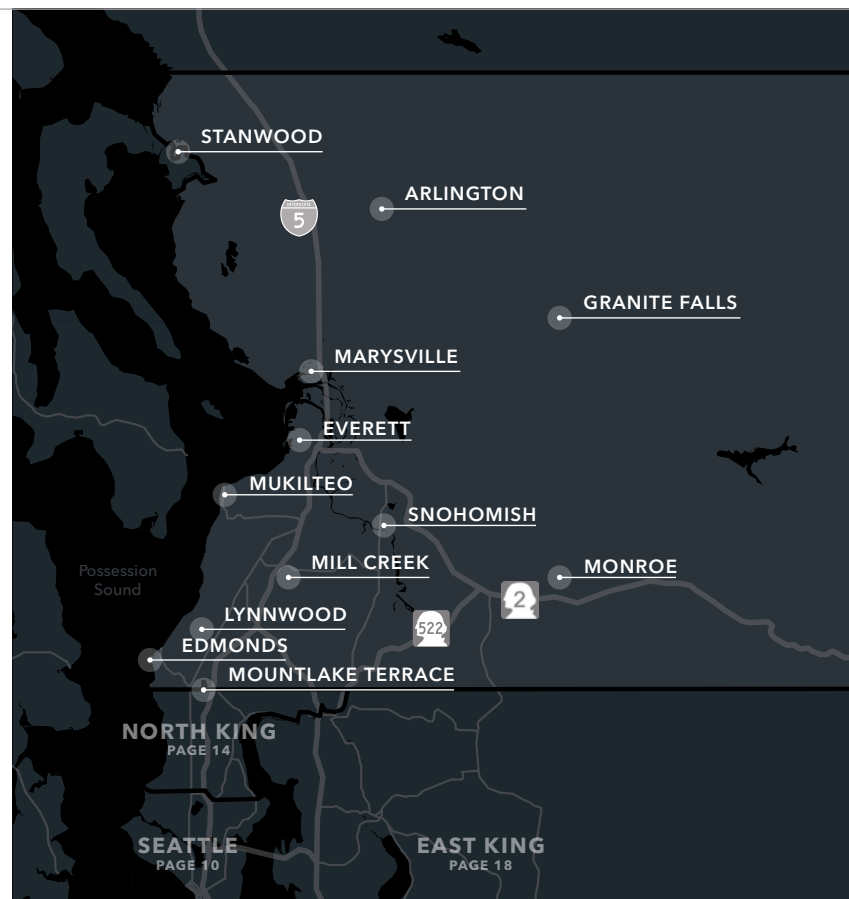 STANWOOD
ARLINGTON
INTERSTATE
5
GRANITE FALLS
MARYSVILLE
EVERETT
MUKILTEO
SNOHOMISH
MILL CREEK
MONROE
Possession
Sound
2
LYNNWOOD
522
EDMONDS
MOUNTLAKE TERRACE
NORTH KING
PAGE 14
SEATTLE
PAGE 10
EAST KING
PAGE 18